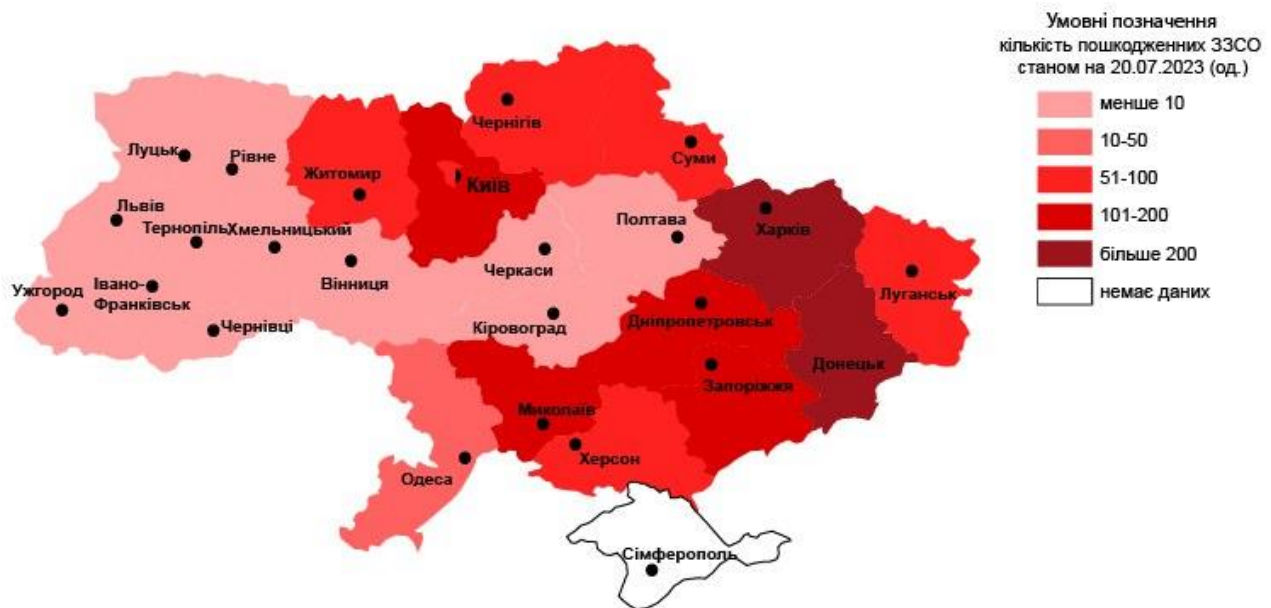 Умовні позначення
кількість пошкодженних ЗЗСО
станом на 20.07.2023 (од.)
менше 10
10-50
51-100
101-200
більше 200
немає даних
Чернігів
Суми
Луцьк
Рівне
Житомир
Київ
Львів
Тернопіль
Хмельницький
Полтава
Харків
Вінниця
Черкаси
Луганськ
Ужгород
Івано-
Франківськ
Чернівці
Кіровоград
Дніпропетровськ
Донецьк
Запоріжжя
Миколаїв
Херсон
Одеса
Сімферополь